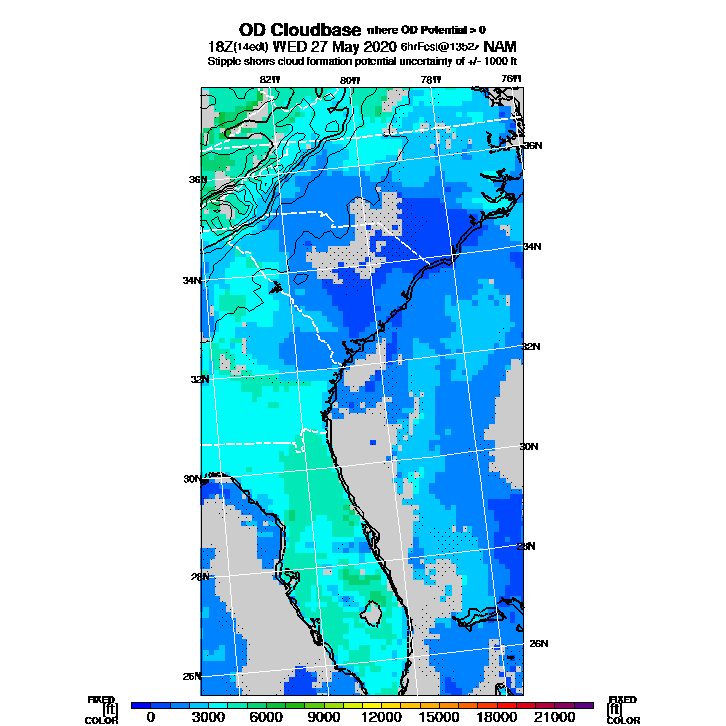 OD Cloudbase where OD Potential > 0
18Z(14edt) WED 27 May 2020 6hrFcst@1352z NAM
Stipple shows cloud formation potential uncertainty of +/- 1000 ft
82W 80W 78W 76W
36N
36N
34N
34N
32N
32N
30N
30N
28N
28N
26N
26N
FIXED FIXED
[ft] [ft]
COLOR COLOR
0 3000 6000 9000 12000 15000 18000 21000